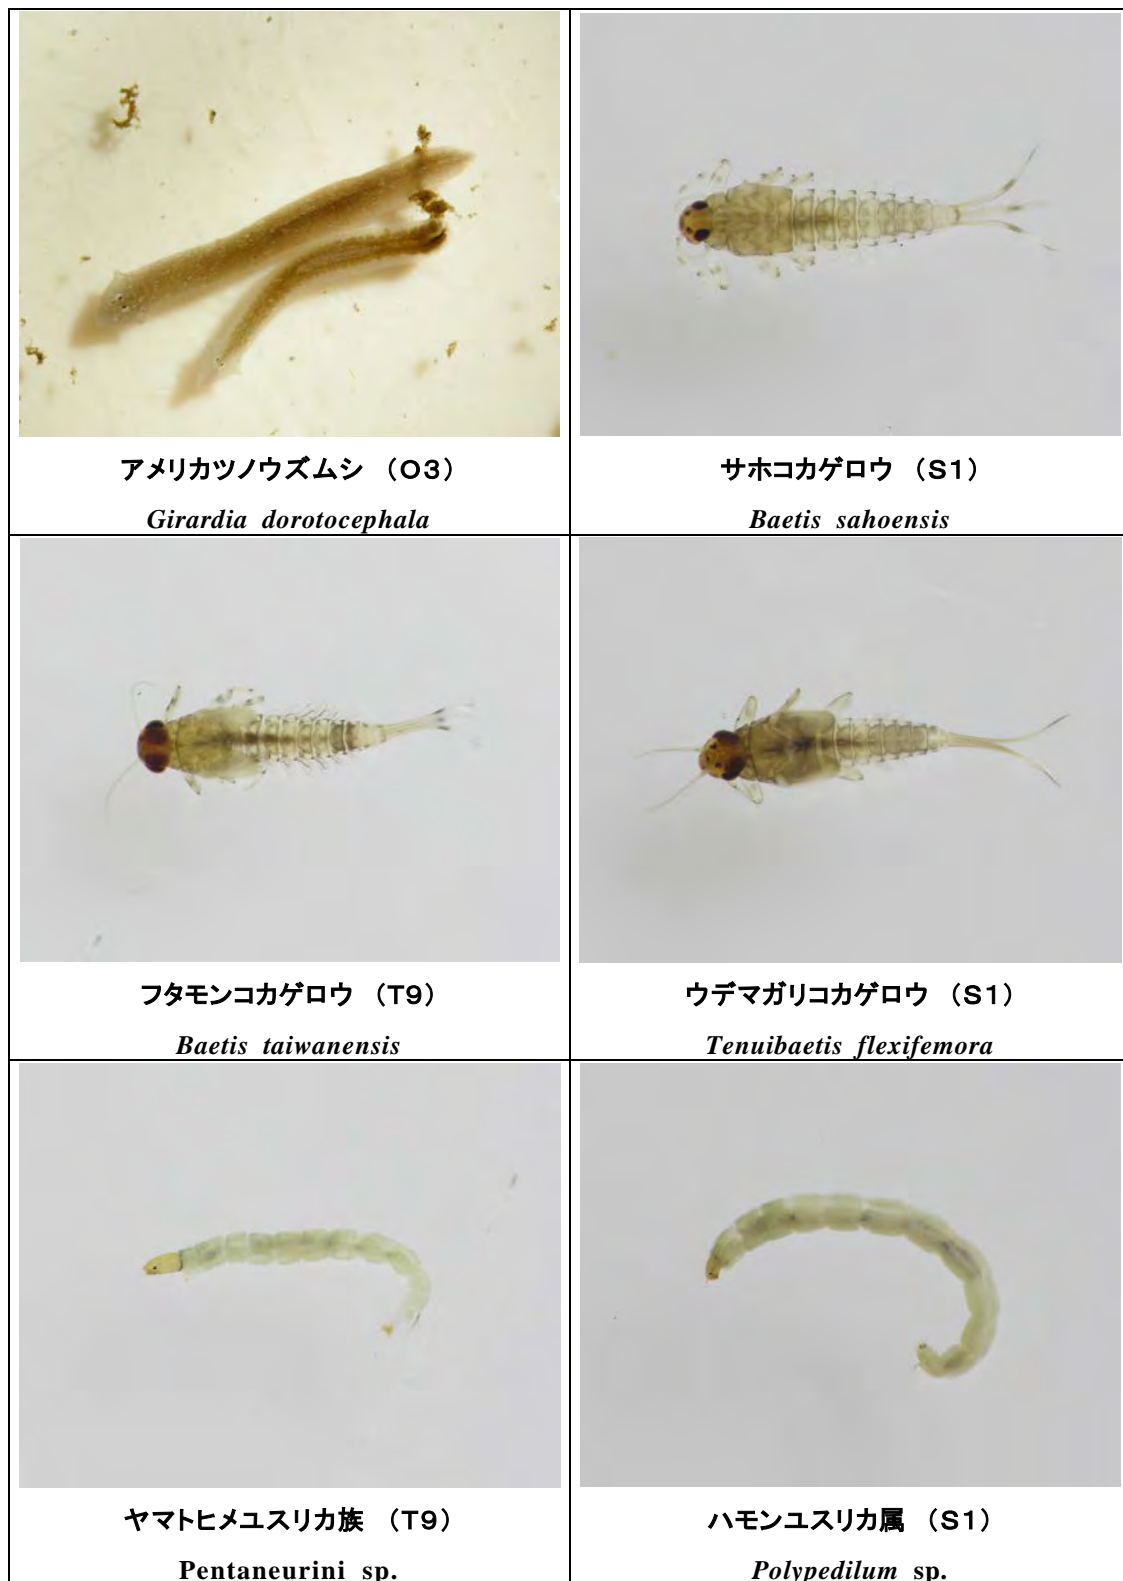 アメリカツノウズムシ （O3）
Girardia dorotocephala
サホコカゲロウ （S1）
Baetis sahoensis
フタモンコカゲロウ （T9）
Baetis taiwanensis
ウデマガリコカゲロウ （S1）
Tenuibaetis flexifemora
ヤマトヒメユスリカ族 （T9）
Pentaneurini sp.
ハモンユスリカ属 （S1）
Polypedilum sp.